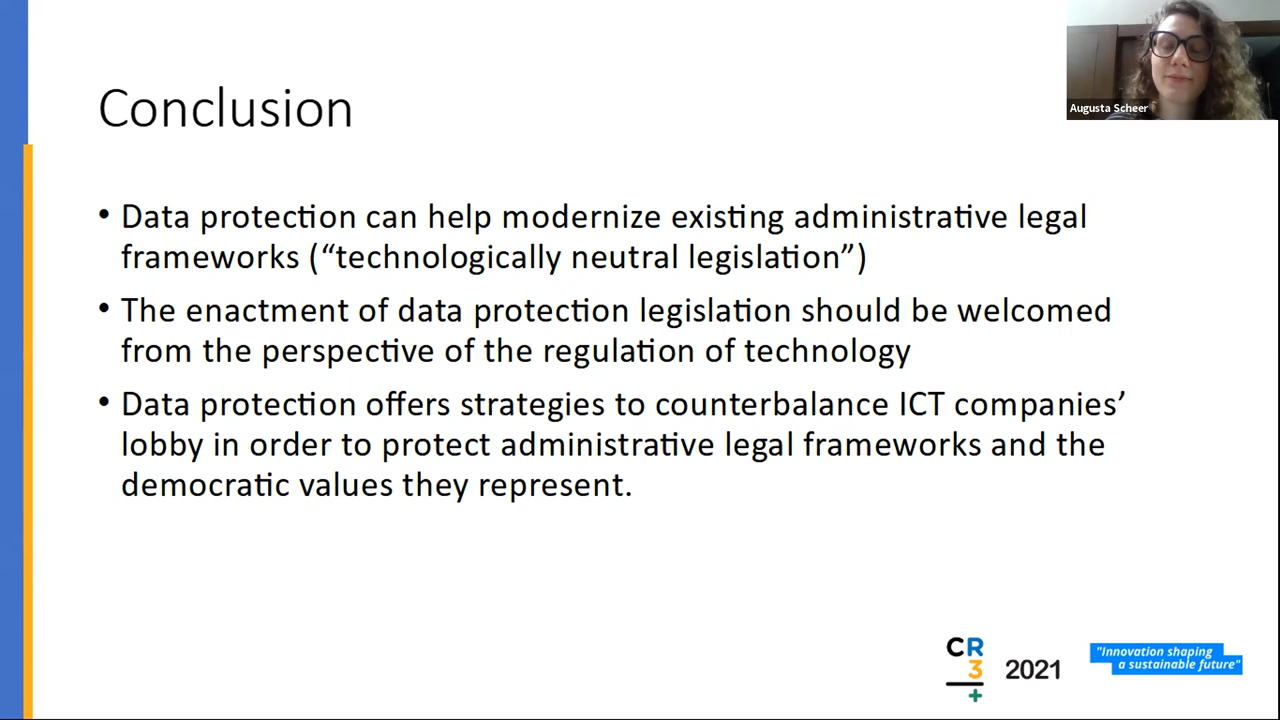 Augusta Scheer
Conclusion
• Data protection can help modernize existing administrative legal
frameworks (“technologically neutral legislation”)
• The enactment of data protection legislation should be welcomed
from the perspective of the regulation of technology
• Data protection offers strategies to counterbalance ICT companies’
lobby in order to protect administrative legal frameworks and the
democratic values they represent.
CR
3
+
2021
"Innovation shaping
a sustainable future"